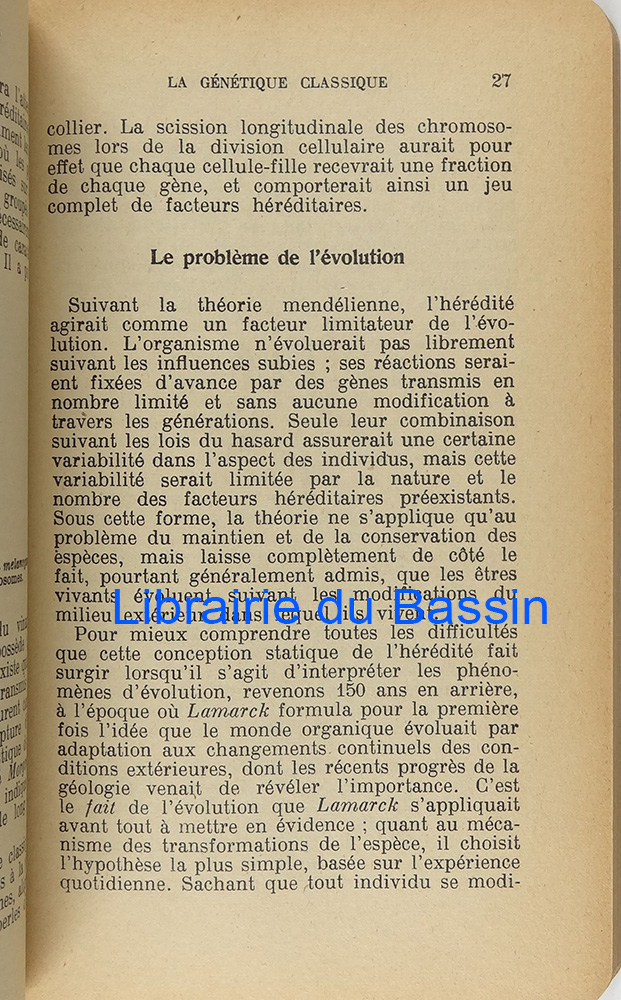 LA GÉNÉTIQUE CLASSIQUE 27
collier. La scission longitudinale des chromoso-
mes lors de la division cellulaire aurait pour
effet que chaque cellule-fille recevrait une fraction
de chaque gène, et comporterait ainsi un jeu
complet de facteurs héréditaires.
Le problème de l'évolution
Suivant la théorie mendélienne, l'hérédité
agirait comme un facteur limitateur de l'évo-
lution. L'organisme n'évoluerait pas librement
suivant les influences subies ; ses réactions serai-
ent fixées d'avance par des gènes transmis en
nombre limité et sans aucune modification à
travers les générations. Seule leur combinaison
suivant les lois du hasard assurerait une certaine
variabilité dans l'aspect des individus, mais cette
variabilité serait limitée par la nature et le
nombre des facteurs héréditaires préexistants.
Sous cette forme, la théorie ne s'applique qu'au
problème du maintien et de la conservation des
espèces, mais laisse complètement de côté le
fait, pourtant généralement admis, que les êtres
vivants évoluent suivant les modifications du
milieu extérieur dans lequel ils vivent.
Librairie du Bassin
Pour mieux comprendre toutes les difficultés
que cette conception statique de l'hérédité fait
surgir lorsqu'il s'agit d'interpréter les phéno-
mènes d'évolution, revenons 150 ans en arrière,
à l'époque où Lamarck formula pour la première
fois l'idée que le monde organique évoluait par
adaptation aux changements continuels des con-
ditions extérieures, dont les récents progrès de la
géologie venait de révéler l'importance. C'est
le fait de l'évolution que Lamarck s'appliquait
avant tout à mettre en évidence ; quant au méca-
nisme des transformations de l'espèce, il choisit
l'hypothèse la plus simple, basée sur l'expérience
quotidienne. Sachant que tout individu se modi-